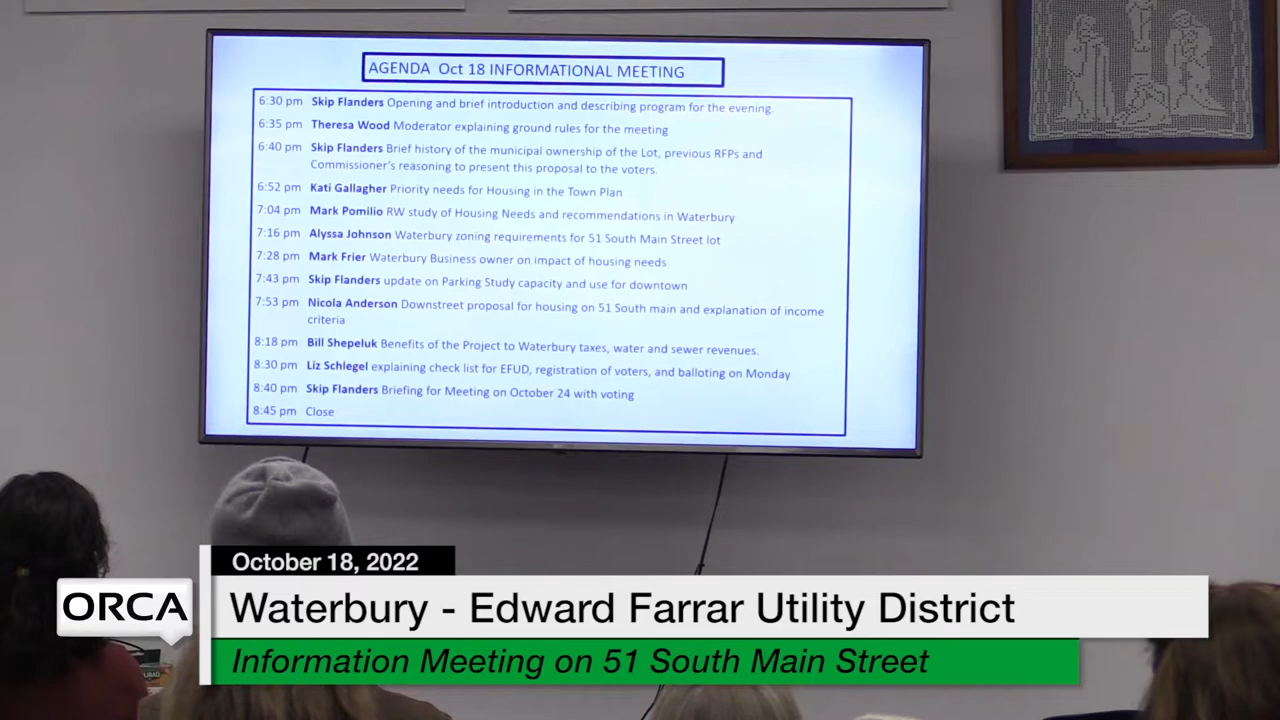 AGENDA Oct 18 INFORMATIONAL MEETING
6:30 pm Skip Flanders Opening and brief introduction and describing program for the evening.
6:35 pm Theresa Wood Moderator explaining ground rules for the meeting
6:40 pm Skip Flanders Brief history of the municipal ownership of the Lot, previous RFPs and
Commissioner's reasoning to present this proposal to the voters.
6:52 pm Kati Gallagher Priority needs for Housing in the Town Plan
7:04 pm Mark Pomilio RW study of Housing Needs and recommendations in Waterbury
7:16 pm Alyssa Johnson Waterbury zoning requirements for 51 South Main Street lot
7:28 pm Mark Frier Waterbury Business owner on impact of housing needs
7:43 pm Skip Flanders update on Parking Study capacity and use for downtown
7:53 pm Nicola Anderson Downstreet proposal for housing on 51 South main and explanation of income
criteria
8:18 pm Bill Shepeluk Benefits of the Project to Waterbury taxes, water and sewer revenues.
8:30 pm Liz Schlegel explaining check list for EFUD, registration of voters, and balloting on Monday
8:40 pm Skip Flanders Briefing for Meeting on October 24 with voting
8:45 pm Close
October 18, 2022
ORCA
Waterbury - Edward Farrar Utility District
Information Meeting on 51 South Main Street